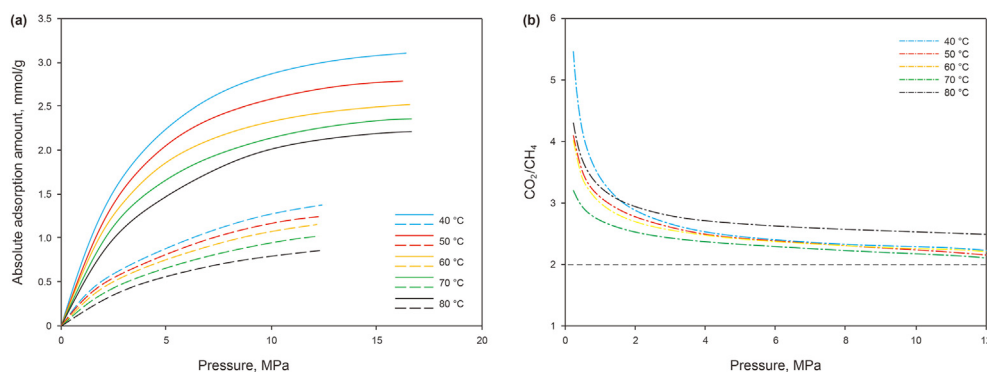 (a)
3.5
3.0
2.5
2.0
1.5
1.0
0.5
0
Absolute adsorption amount, mmol/g
0
5
10
15
20
Pressure, MPa
40 °C
50 °C
60 °C
70 °C
80 °C
(b)
6
5
4
3
2
1
CO₂/CH₄
0
2
4
6
8
10
12
Pressure, MPa
40 °C
50 °C
60 °C
70 °C
80 °C